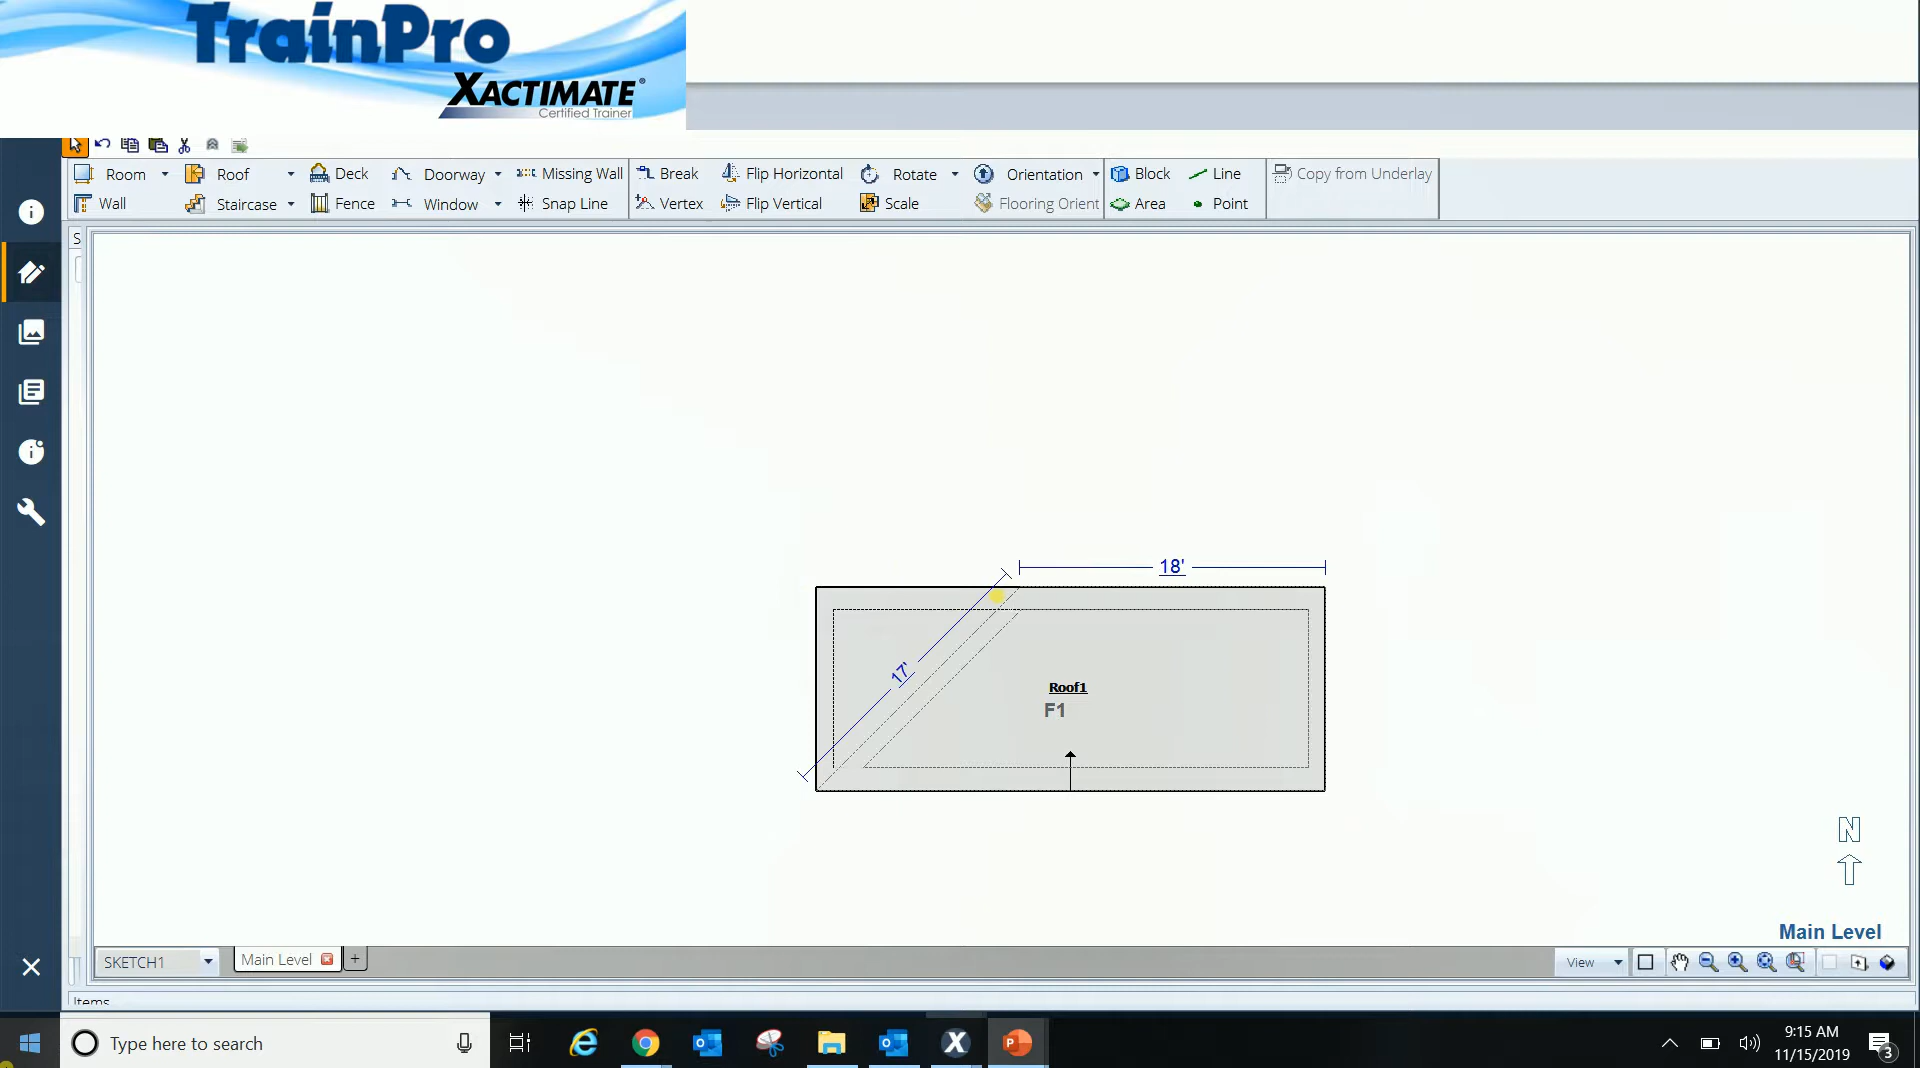 TrainPro
XACTIMATE®
Certified Trainer
Room Roof Deck Doorway Missing Wall Break Flip Horizontal Rotate Orientation Block Line Copy from Underlay
Wall Staircase Fence Window Snap Line Vertex Flip Vertical Scale Flooring Orient Area Point
S
18'
17'
Roof1
F1
N
Main Level
SKETCH1 Main Level + View
Items
Type here to search
9:15 AM
11/15/2019
3